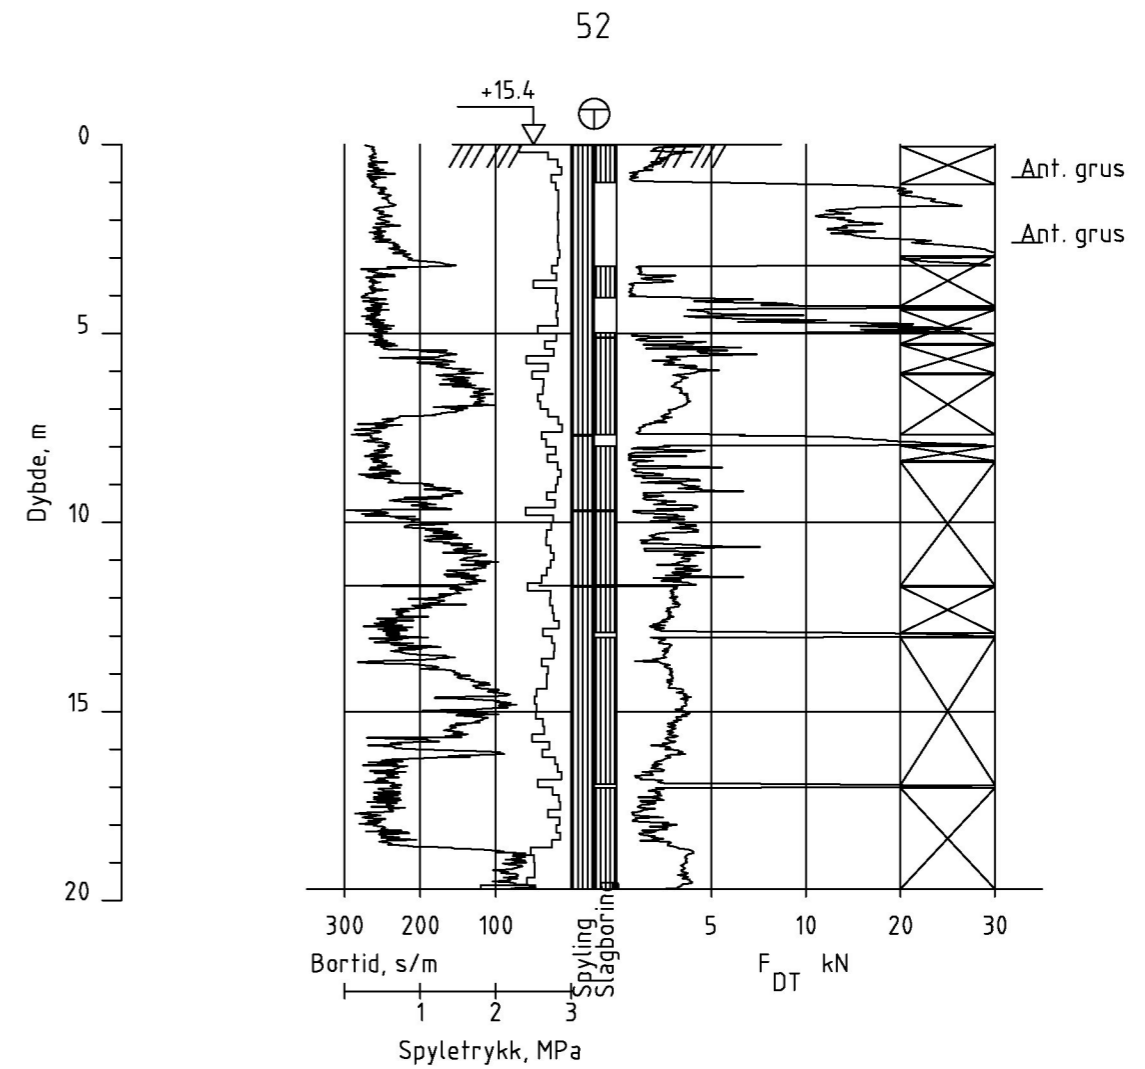 52
+15.4
0
Ant. grus
Ant. grus
5
10
15
20
Dybde, m
300 200 100 5 10 20 30
Bortid, s/m
Spyling
Slagboring
F DT kN
1 2 3
Spyletrykk, MPa